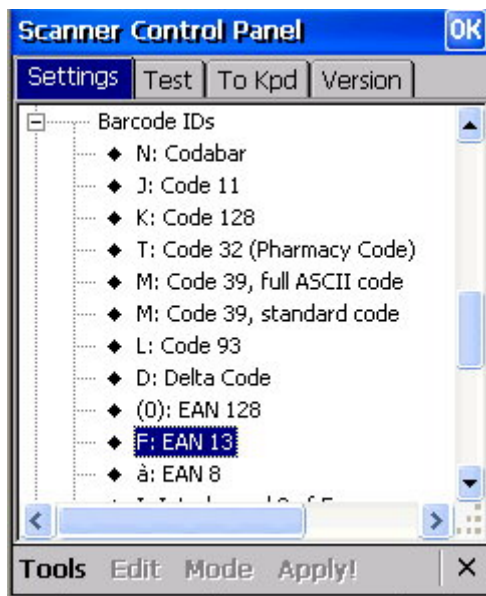 Scanner Control Panel OK
Settings Test To Kpd Version
Barcode IDs
N: Codabar
J: Code 11
K: Code 128
T: Code 32 (Pharmacy Code)
M: Code 39, full ASCII code
M: Code 39, standard code
L: Code 93
D: Delta Code
(0): EAN 128
F: EAN 13
à: EAN 8
Tools Edit Mode Apply!